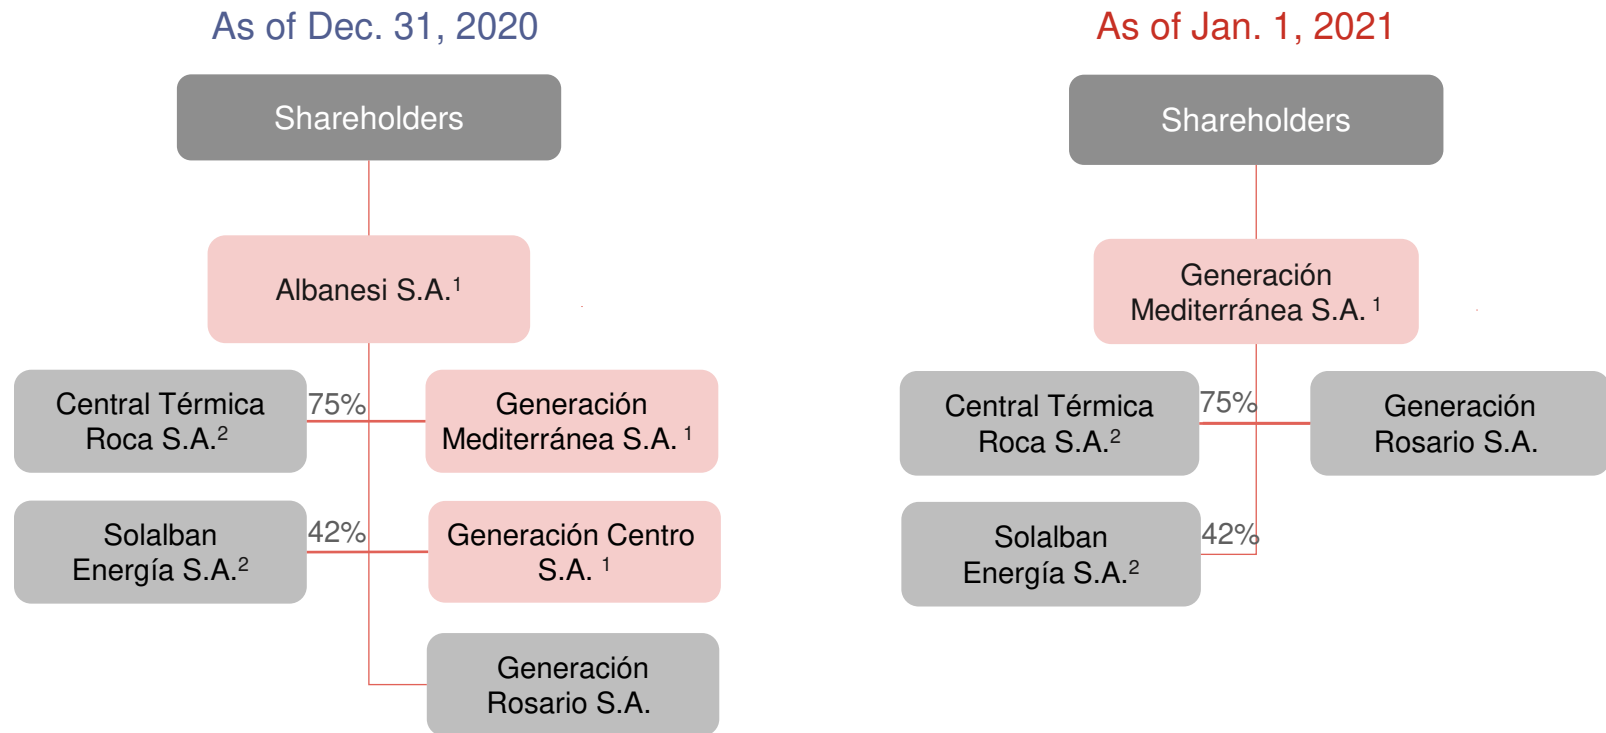 As of Dec. 31, 2020
Shareholders
Albanesi S.A.¹
Central Térmica
Roca S.A.²
75%
Generación
Mediterránea S.A. ¹
Solalban
Energía S.A.²
42%
Generación Centro
S.A. ¹
Generación
Rosario S.A.
As of Jan. 1, 2021
Shareholders
Generación
Mediterránea S.A. ¹
Central Térmica
Roca S.A.²
75%
Generación
Rosario S.A.
Solalban
Energía S.A.²
42%